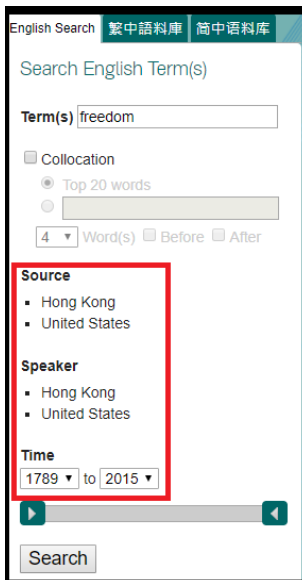 English Search 繁中語料庫 简中语料库
Search English Term(s)
Term(s) freedom
Collocation
Top 20 words
4 Word(s) Before After
Source
Hong Kong
United States
Speaker
Hong Kong
United States
Time
1789 to 2015
Search